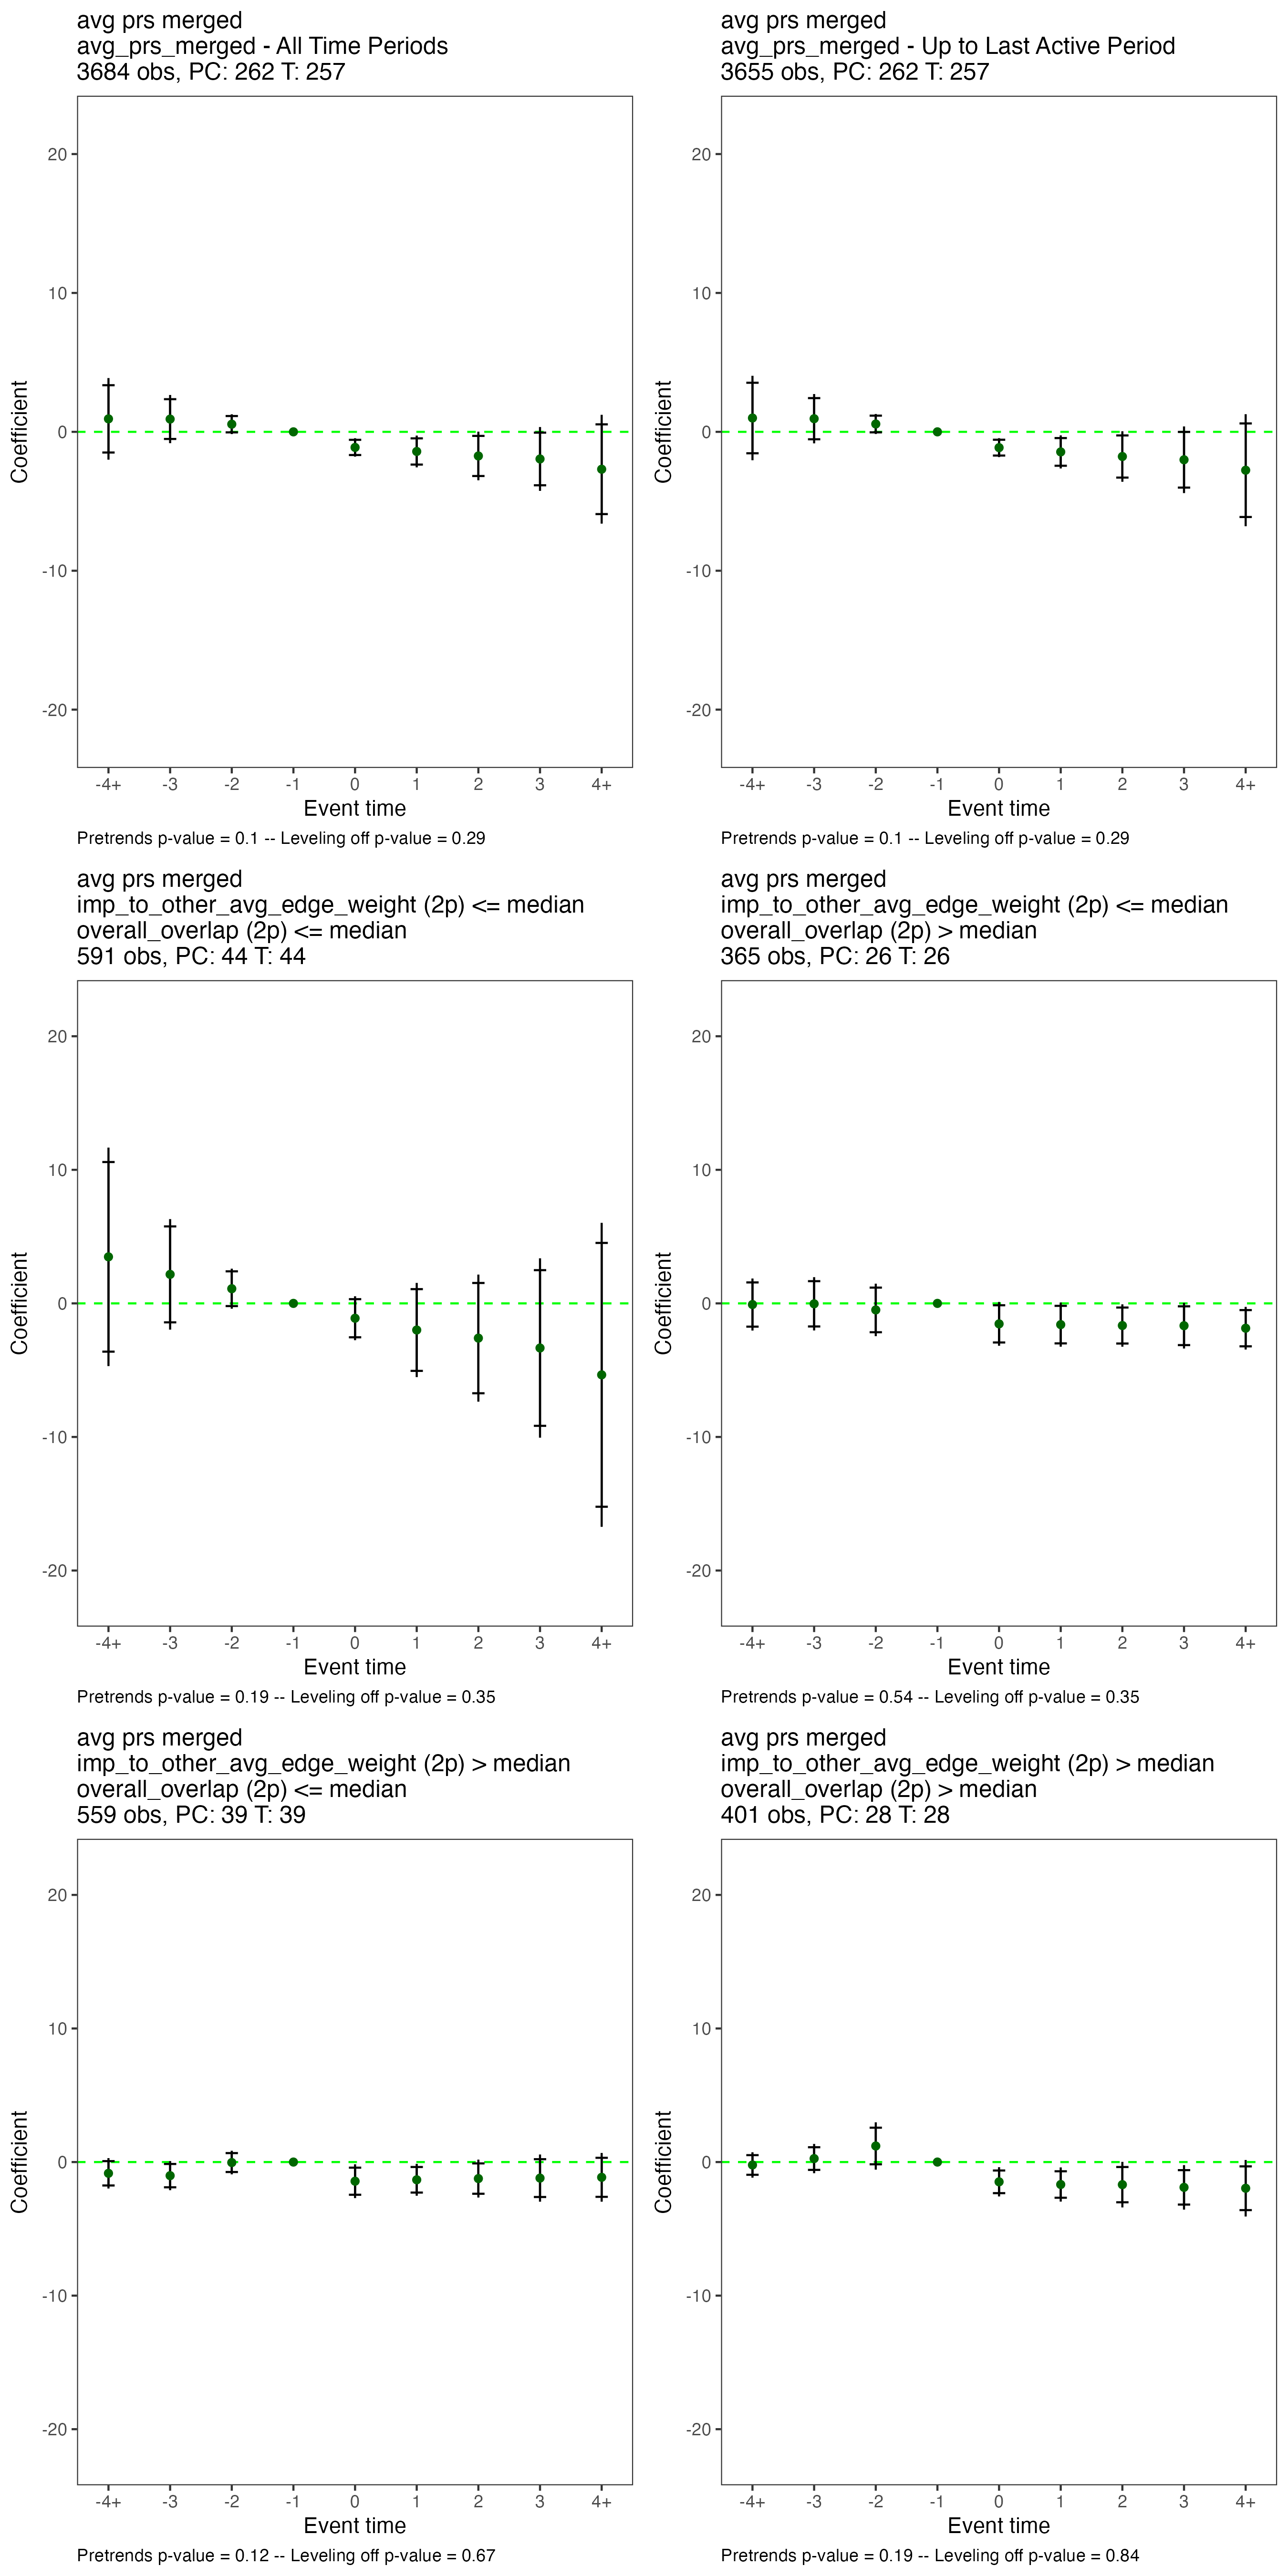 avg prs merged
avg_prs_merged - All Time Periods
3684 obs, PC: 262 T: 257
20
10
0
-10
-20
Coefficient
-4+ -3 -2 -1 0 1 2 3 4+
Event time
Pretrends p-value = 0.1 -- Leveling off p-value = 0.29
avg prs merged
avg_prs_merged - Up to Last Active Period
3655 obs, PC: 262 T: 257
20
10
0
-10
-20
Coefficient
-4+ -3 -2 -1 0 1 2 3 4+
Event time
Pretrends p-value = 0.1 -- Leveling off p-value = 0.29
avg prs merged
imp_to_other_avg_edge_weight (2p) <= median
overall_overlap (2p) <= median
591 obs, PC: 44 T: 44
20
10
0
-10
-20
Coefficient
-4+ -3 -2 -1 0 1 2 3 4+
Event time
Pretrends p-value = 0.19 -- Leveling off p-value = 0.35
avg prs merged
imp_to_other_avg_edge_weight (2p) <= median
overall_overlap (2p) > median
365 obs, PC: 26 T: 26
20
10
0
-10
-20
Coefficient
-4+ -3 -2 -1 0 1 2 3 4+
Event time
Pretrends p-value = 0.54 -- Leveling off p-value = 0.35
avg prs merged
imp_to_other_avg_edge_weight (2p) > median
overall_overlap (2p) <= median
559 obs, PC: 39 T: 39
20
10
0
-10
-20
Coefficient
-4+ -3 -2 -1 0 1 2 3 4+
Event time
Pretrends p-value = 0.12 -- Leveling off p-value = 0.67
avg prs merged
imp_to_other_avg_edge_weight (2p) > median
overall_overlap (2p) > median
401 obs, PC: 28 T: 28
20
10
0
-10
-20
Coefficient
-4+ -3 -2 -1 0 1 2 3 4+
Event time
Pretrends p-value = 0.19 -- Leveling off p-value = 0.84